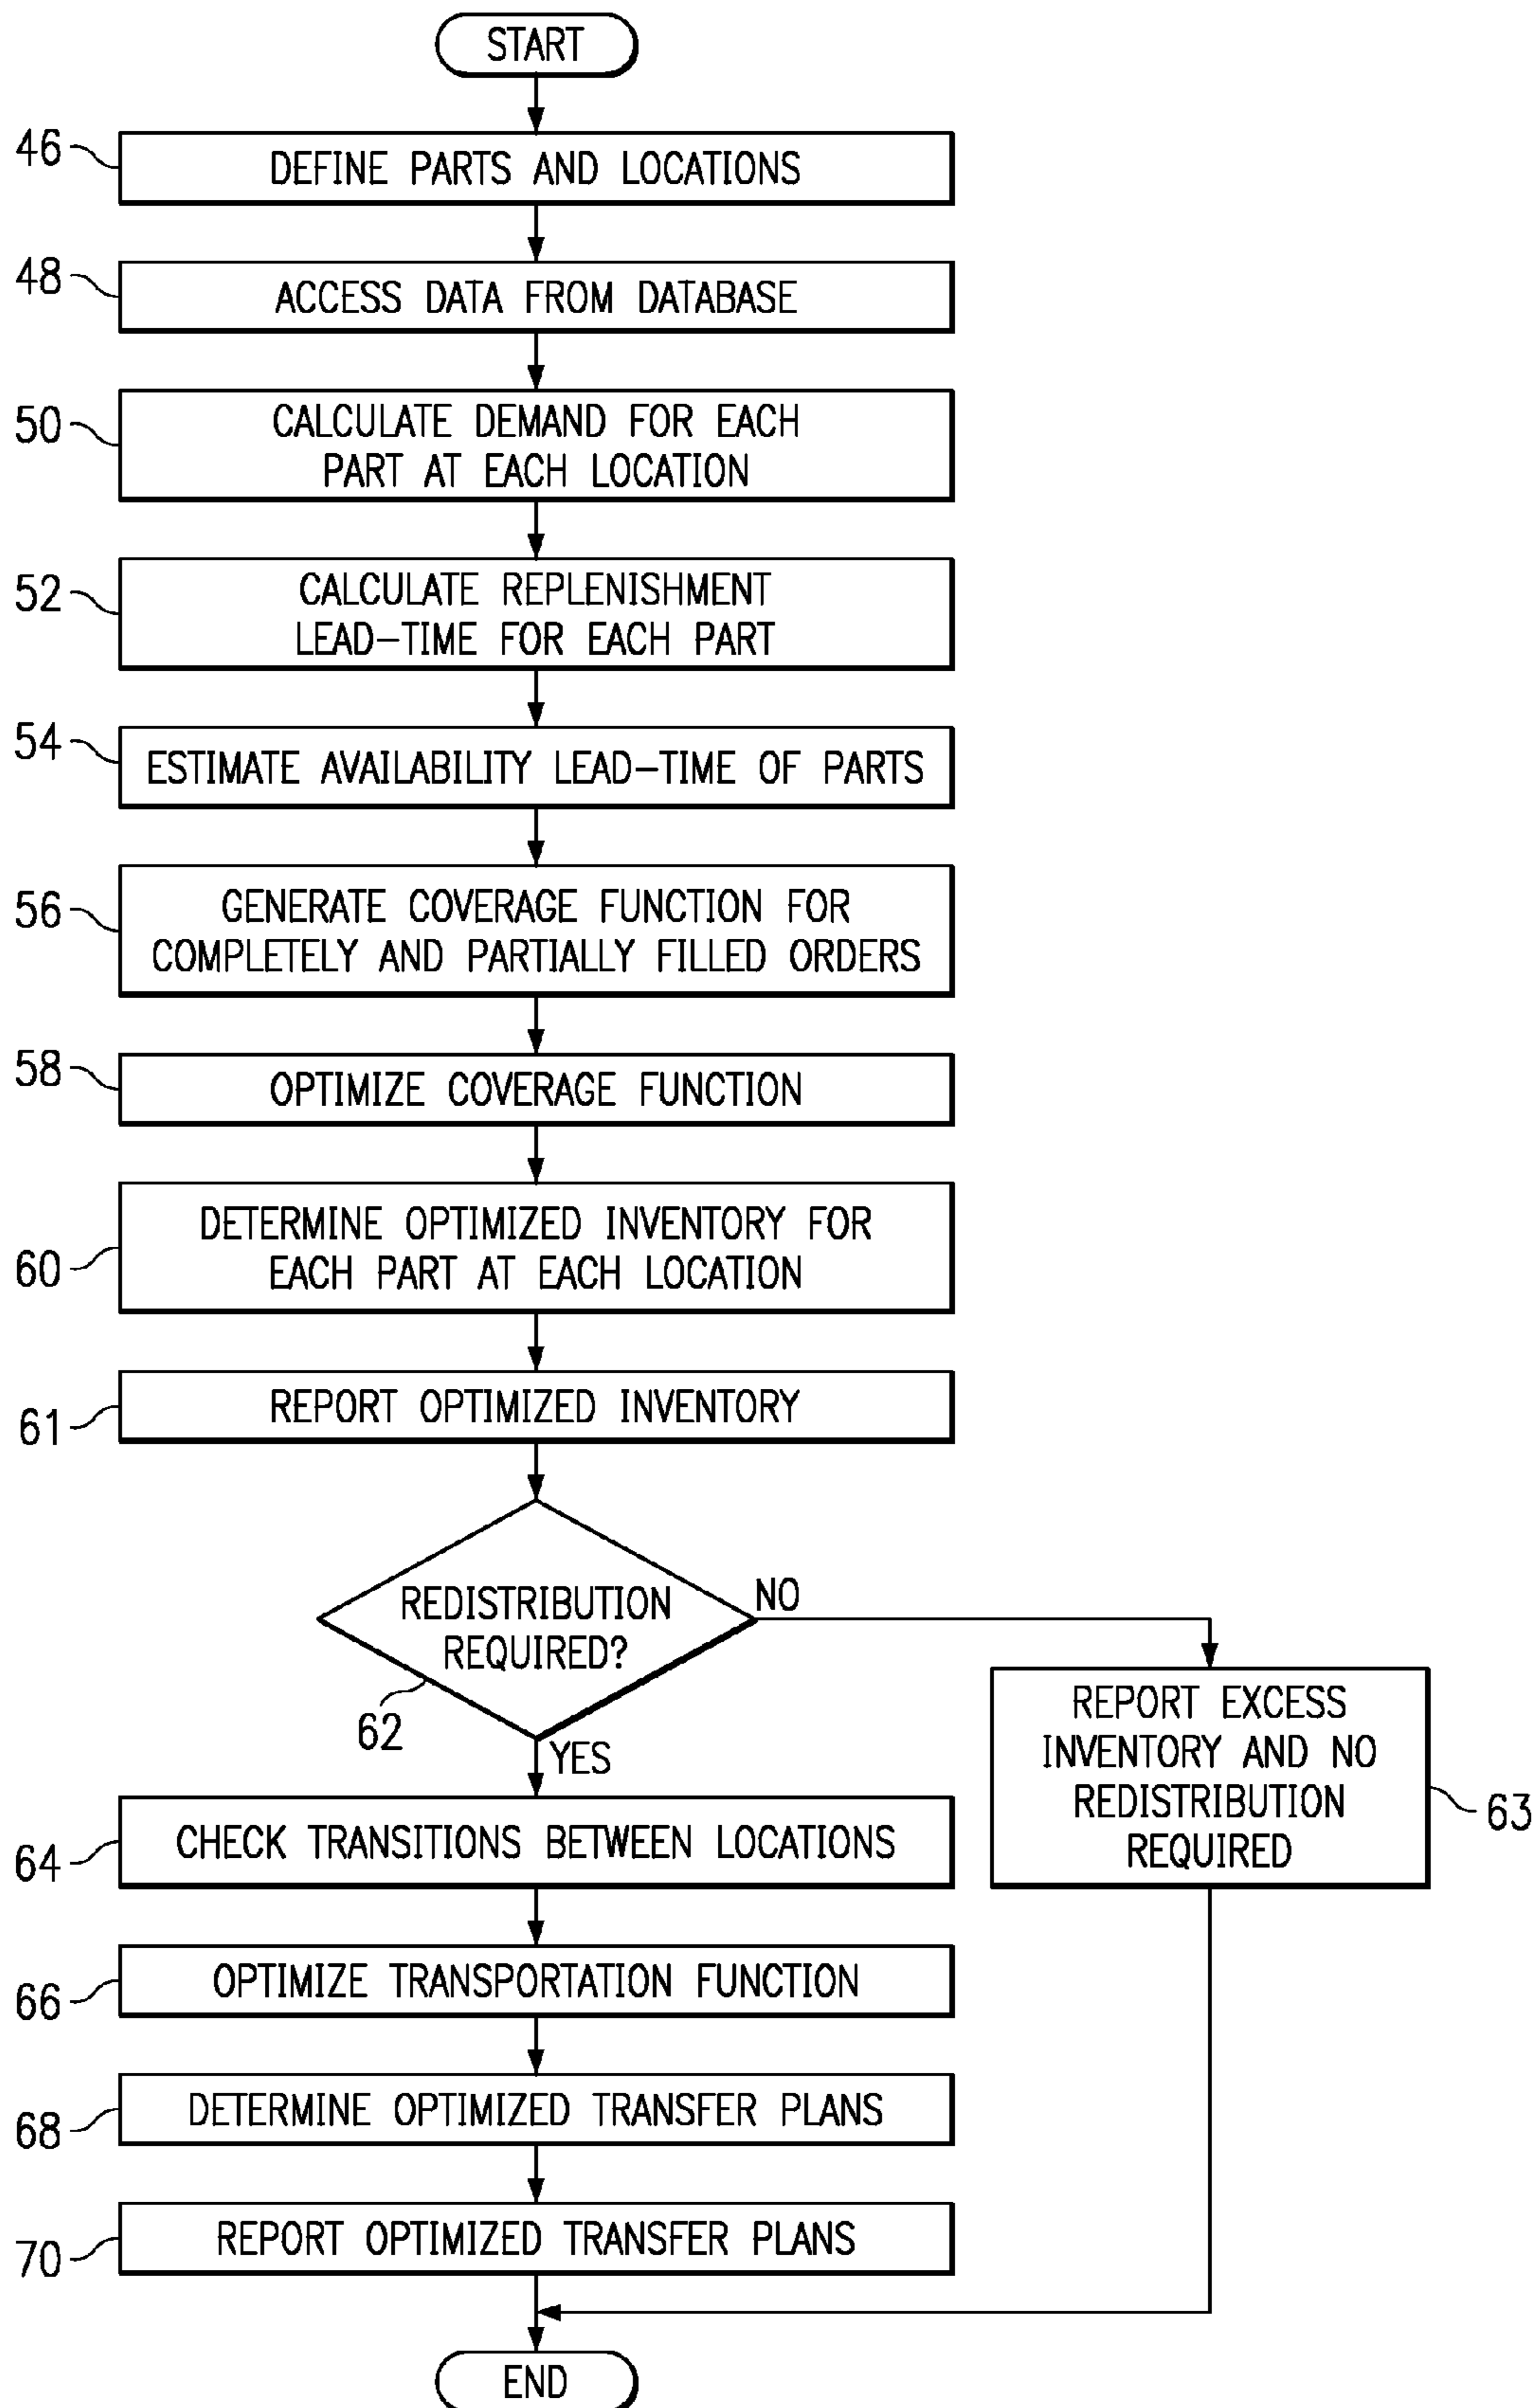 START
46
DEFINE PARTS AND LOCATIONS
48
ACCESS DATA FROM DATABASE
50
CALCULATE DEMAND FOR EACH
PART AT EACH LOCATION
52
CALCULATE REPLENISHMENT
LEAD-TIME FOR EACH PART
54
ESTIMATE AVAILABILITY LEAD-TIME OF PARTS
56
GENERATE COVERAGE FUNCTION FOR
COMPLETELY AND PARTIALLY FILLED ORDERS
58
OPTIMIZE COVERAGE FUNCTION
60
DETERMINE OPTIMIZED INVENTORY FOR
EACH PART AT EACH LOCATION
61
REPORT OPTIMIZED INVENTORY
REDISTRIBUTION
REQUIRED?
62
NO
YES
REPORT EXCESS
INVENTORY AND NO
REDISTRIBUTION
REQUIRED
63
64
CHECK TRANSITIONS BETWEEN LOCATIONS
66
OPTIMIZE TRANSPORTATION FUNCTION
68
DETERMINE OPTIMIZED TRANSFER PLANS
70
REPORT OPTIMIZED TRANSFER PLANS
END